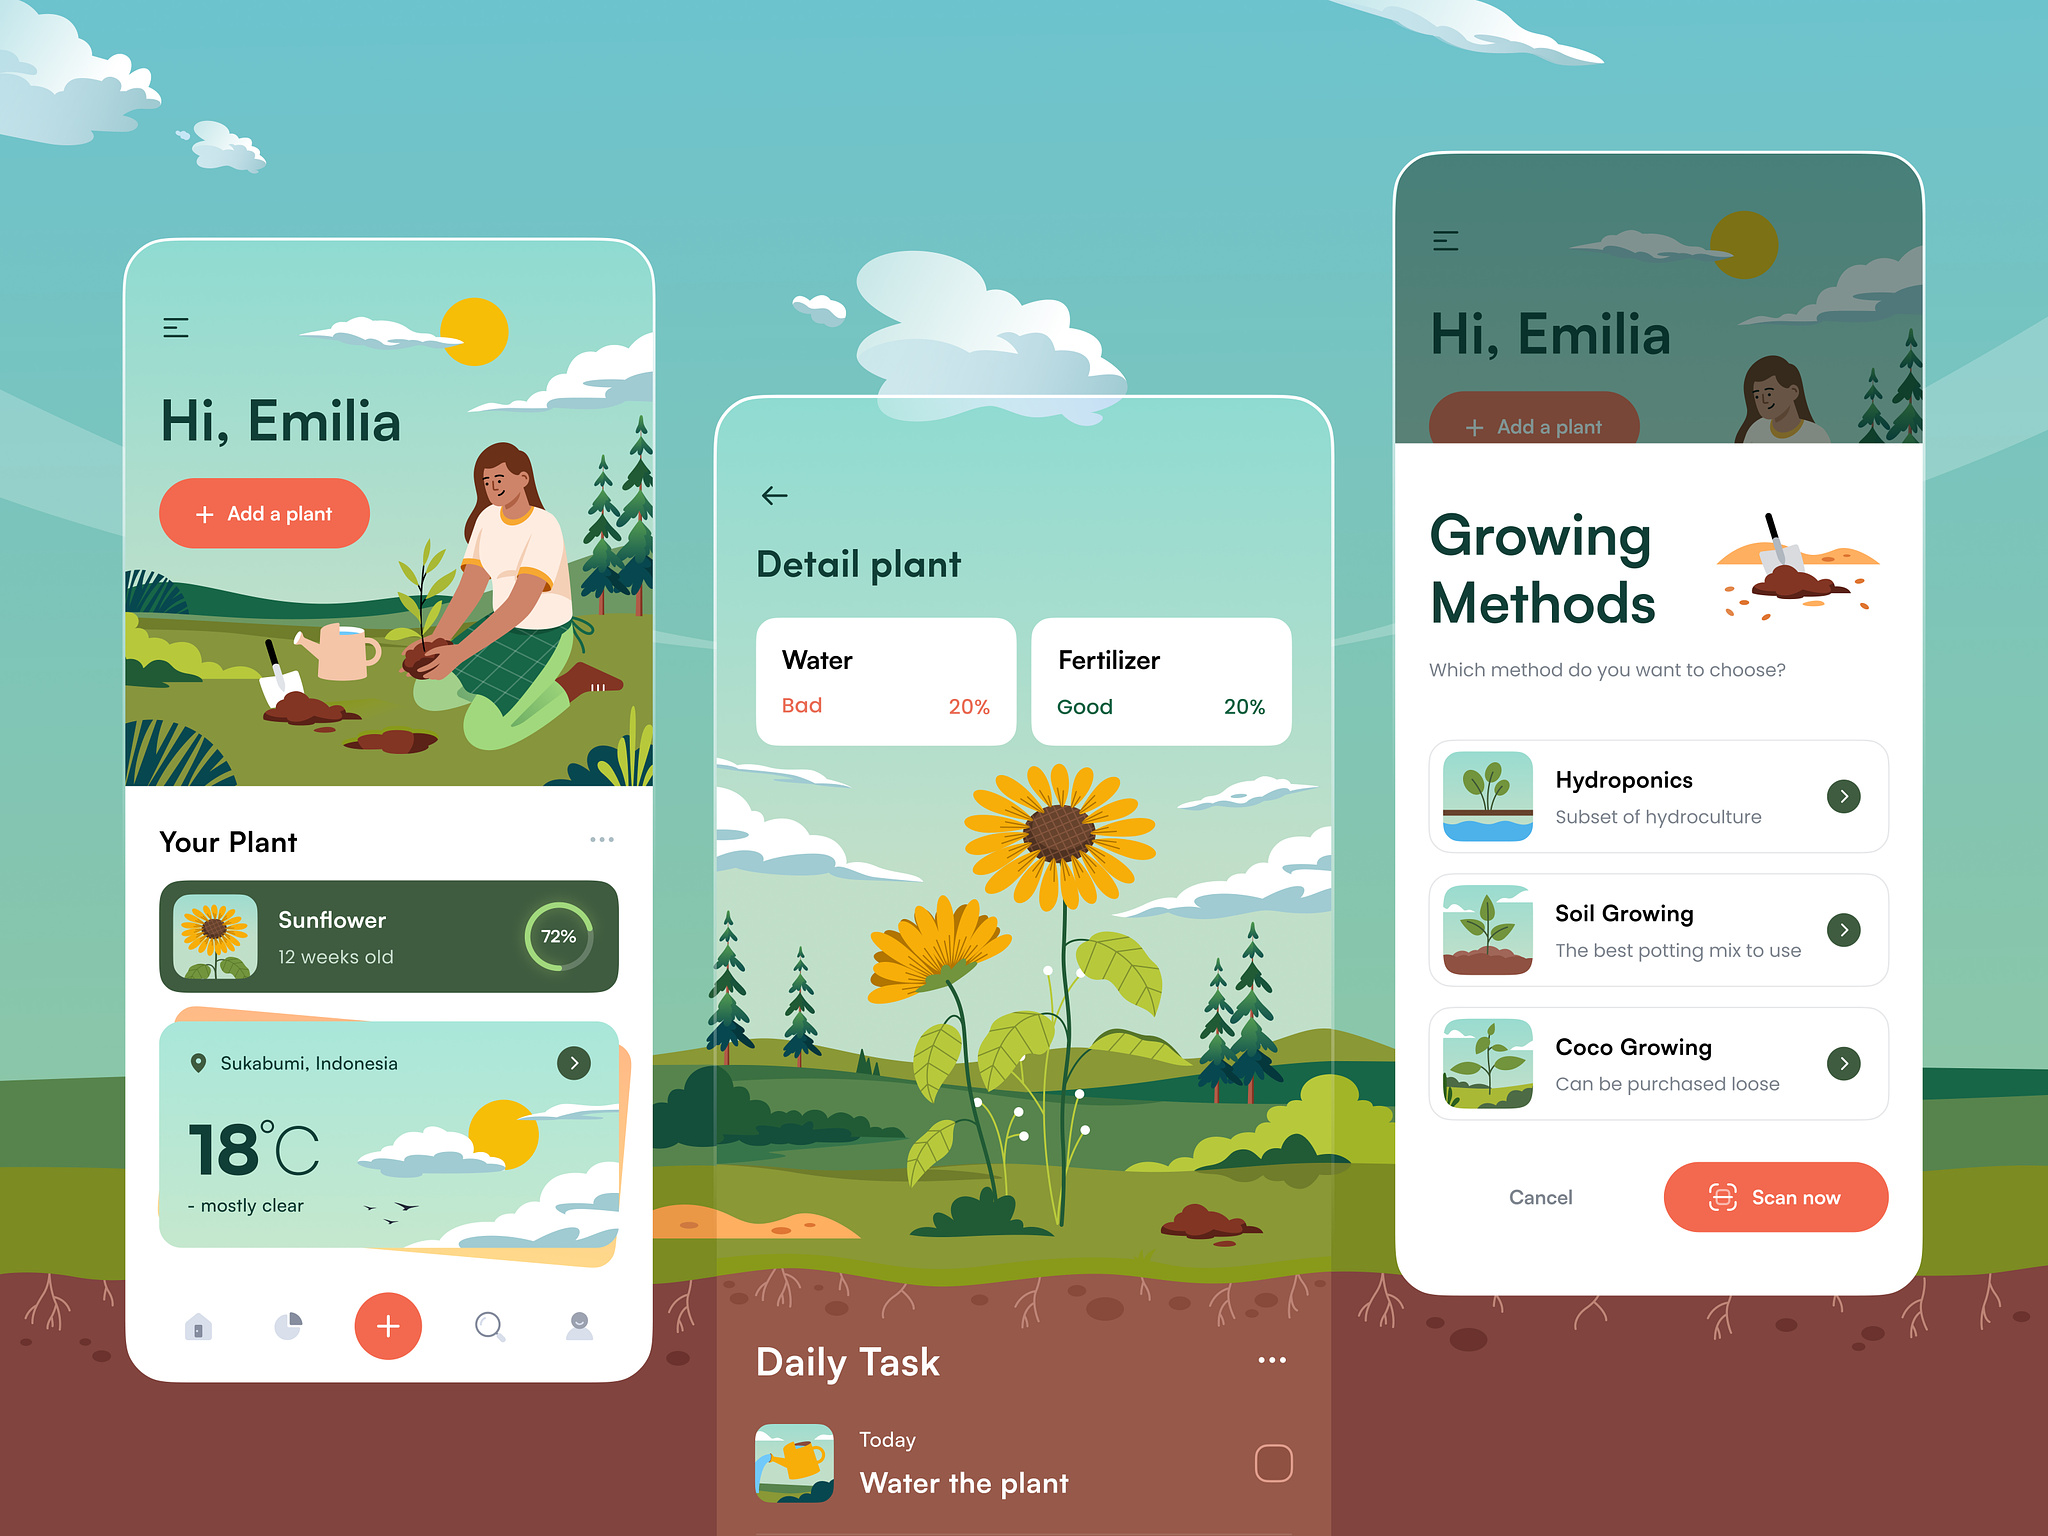 Hi, Emilia
+ Add a plant
Your Plant
Sunflower
12 weeks old
72%
Sukabumi, Indonesia
18°C
- mostly clear
Detail plant
Water
Bad 20%
Fertilizer
Good 20%
Daily Task
Today
Water the plant
Hi, Emilia
+ Add a plant
Growing
Methods
Which method do you want to choose?
Hydroponics
Subset of hydroculture
Soil Growing
The best potting mix to use
Coco Growing
Can be purchased loose
Cancel
Scan now